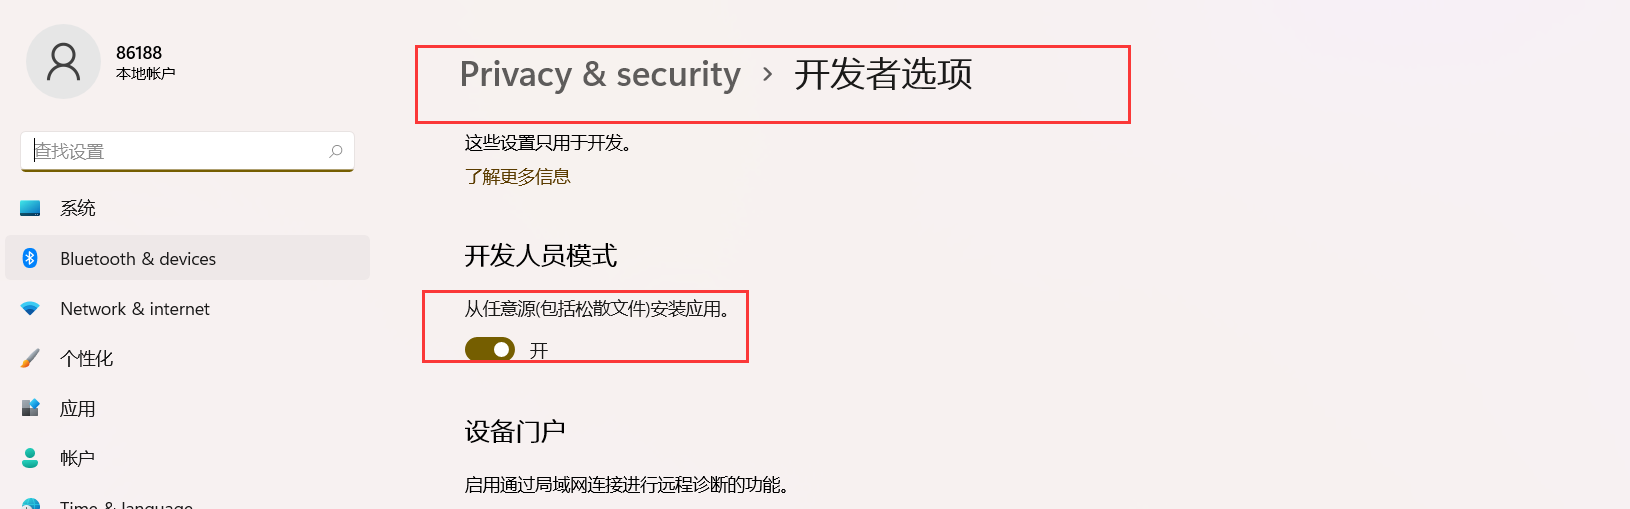 86188
本地帐户
查找设置
系统
Bluetooth & devices
Network & internet
个性化
应用
帐户
Time & language
Privacy & security > 开发者选项
这些设置只用于开发。
了解更多信息
开发人员模式
从任意源(包括松散文件)安装应用。
开
设备门户
启用通过局域网连接进行远程诊断的功能。